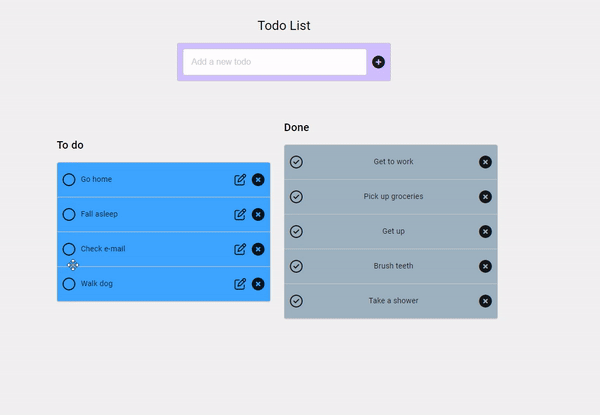 Todo List
Add a new todo
To do
Go home
Fall asleep
Check e-mail
Walk dog
Done
Get to work
Pick up groceries
Get up
Brush teeth
Take a shower